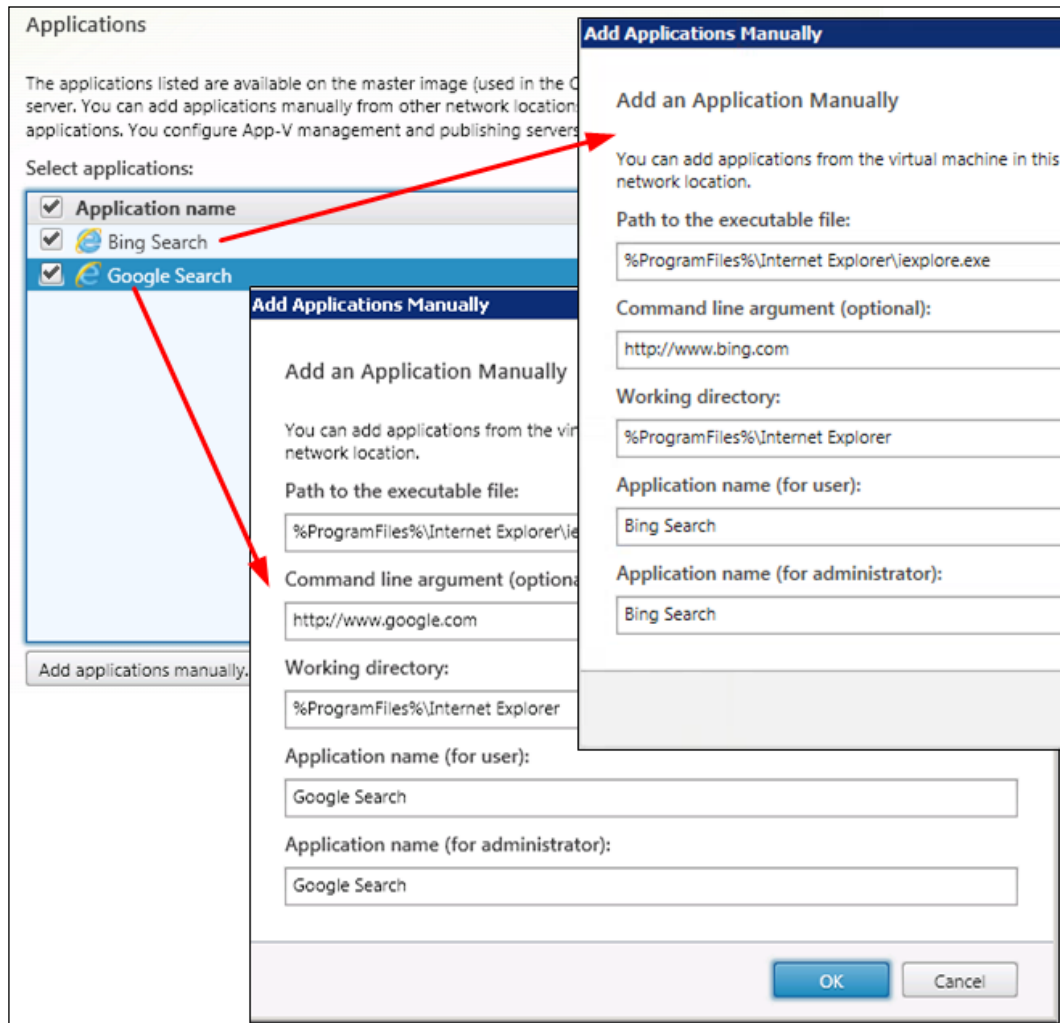 Applications
The applications listed are available on the master image (used in the
server. You can add applications manually from other network location
applications. You configure App-V management and publishing servers
Select applications:
Application name
Bing Search
Google Search
Add applications manually.
Add Applications Manually
Add an Application Manually
You can add applications from the virtual machine in this
network location.
Path to the executable file:
%ProgramFiles%\Internet Explorer\iexplore.exe
Command line argument (optional):
http://www.bing.com
Working directory:
%ProgramFiles%\Internet Explorer
Application name (for user):
Bing Search
Application name (for administrator):
Bing Search
Add Applications Manually
Add an Application Manually
You can add applications from the vir
network location.
Path to the executable file:
%ProgramFiles%\Internet Explorer\ie
Command line argument (optiona
http://www.google.com
Working directory:
%ProgramFiles%\Internet Explorer
Application name (for user):
Google Search
Application name (for administrator):
Google Search
OK
Cancel